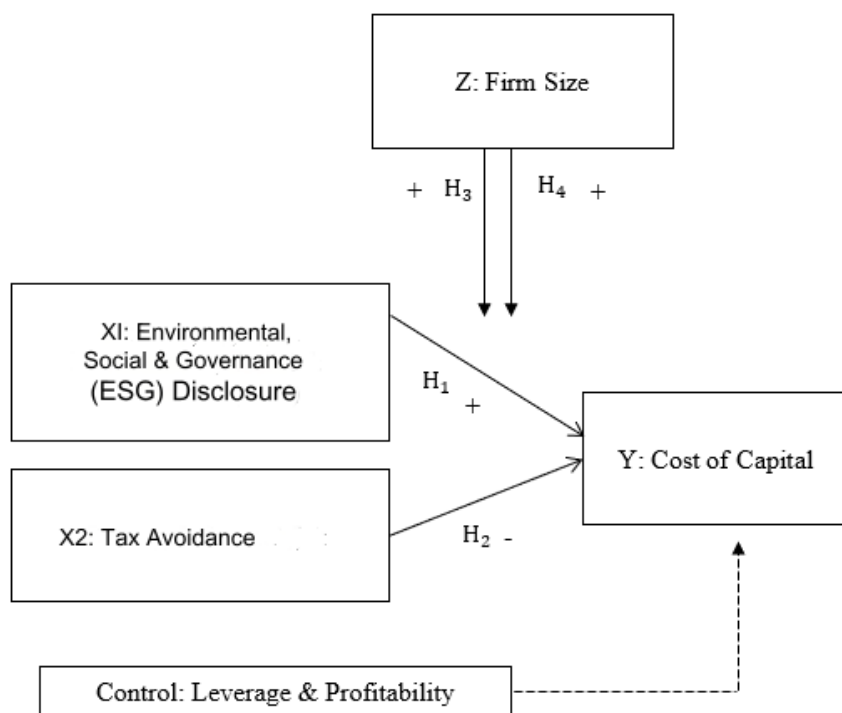 Z: Firm Size
+ H₃ H₄ +
XI: Environmental,
Social & Governance
(ESG) Disclosure
H₁
+
Y: Cost of Capital
X2: Tax Avoidance
H₂ -
Control: Leverage & Profitability